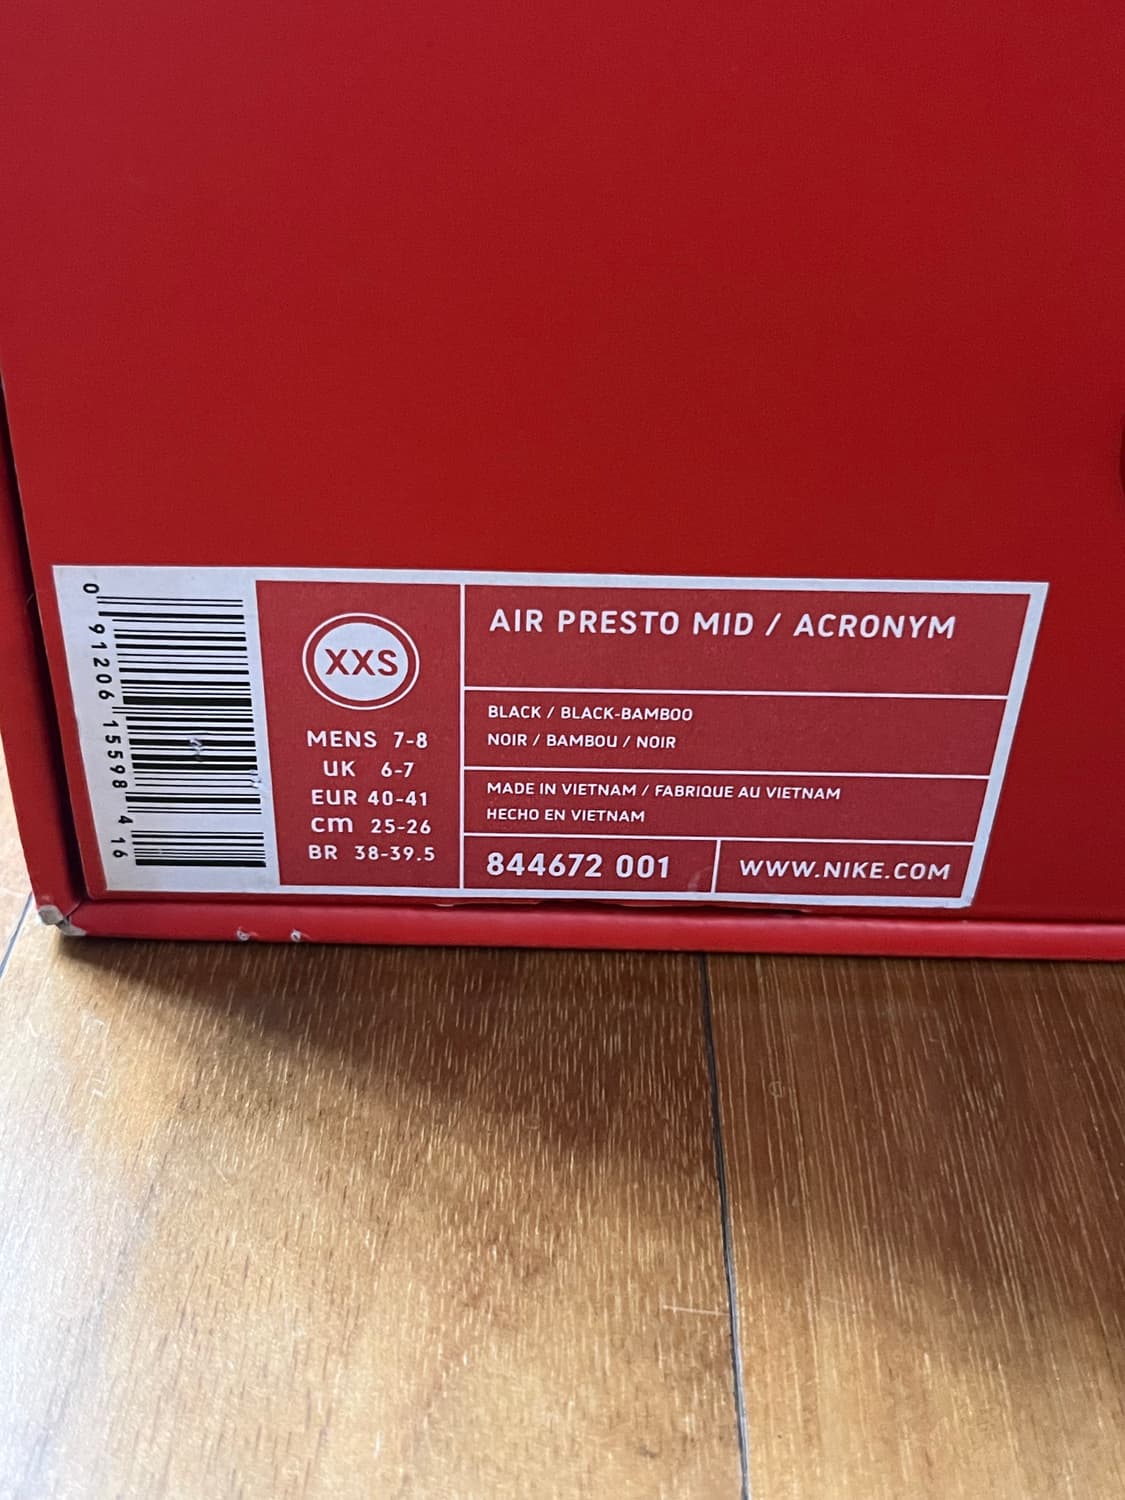 0 91206 15598 4 16
XXS
MENS 7-8
UK 6-7
EUR 40-41
cm 25-26
BR 38-39.5
AIR PRESTO MID / ACRONYM
BLACK / BLACK-BAMBOO
NOIR / BAMBOU / NOIR
MADE IN VIETNAM / FABRIQUE AU VIETNAM
HECHO EN VIETNAM
844672 001
WWW.NIKE.COM